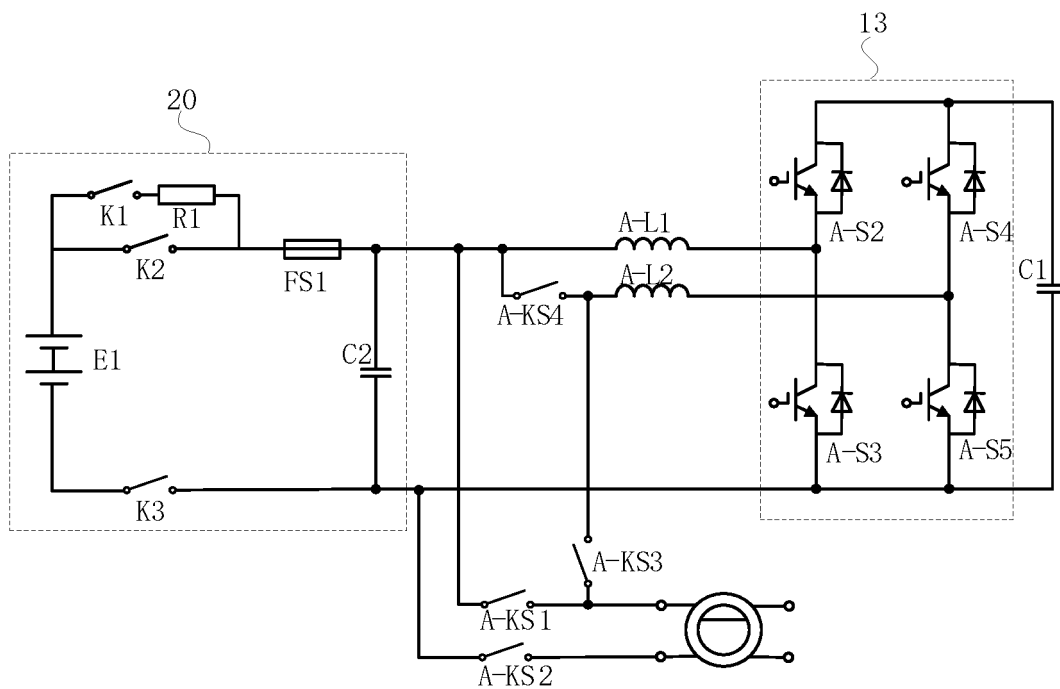 13
20
K1
R1
A-L1
A-S2
A-S4
K2
FS1
A-L2
C1
A-KS4
E1
C2
A-S3
A-S5
K3
A-KS3
A-KS1
A-KS2